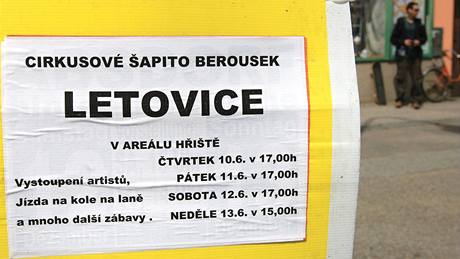 CIRKUSOVÉ ŠAPITO BEROUSEK
LETOVICE
V AREÁLU HŘIŠTĚ
ČTVRTEK 10.6. v 17,00h
Vystoupení artistů, PÁTEK 11.6. v 17,00h
Jízda na kole na laně SOBOTA 12.6. v 17,00h
a mnoho další zábavy . NEDĚLE 13.6. v 15,00h